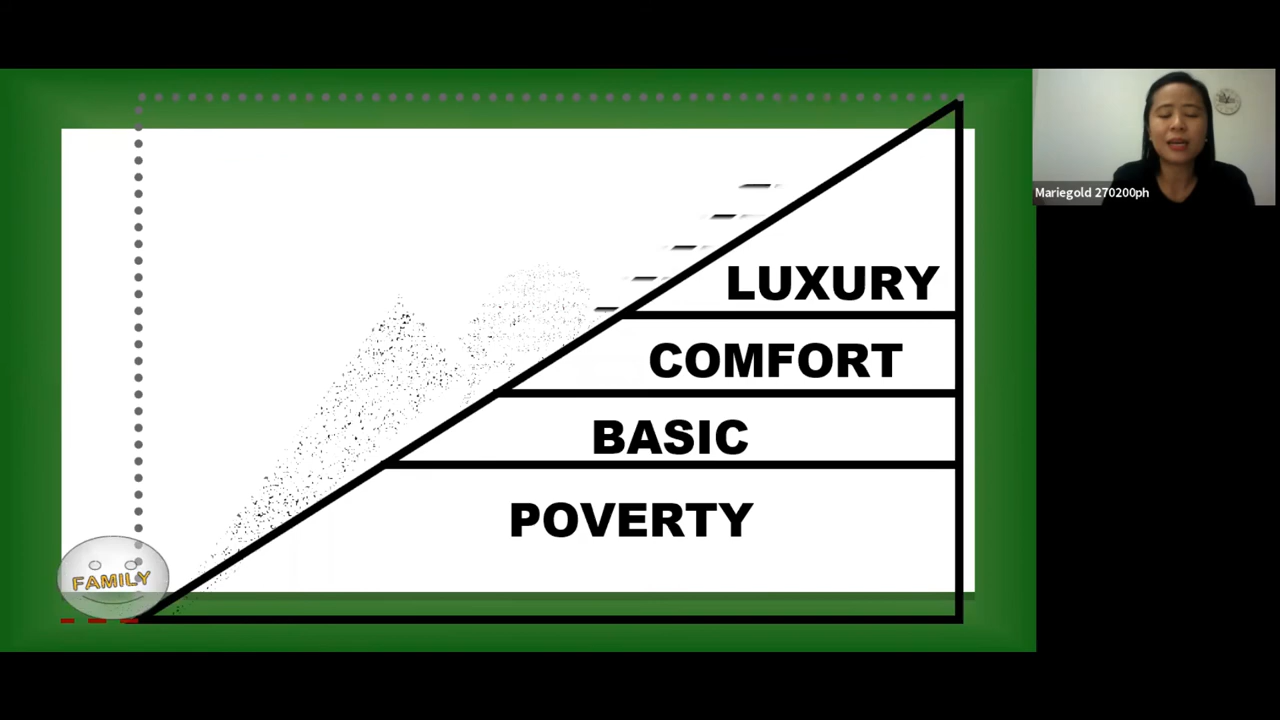 LUXURY
COMFORT
BASIC
POVERTY
FAMILY
Mariegold 270200ph